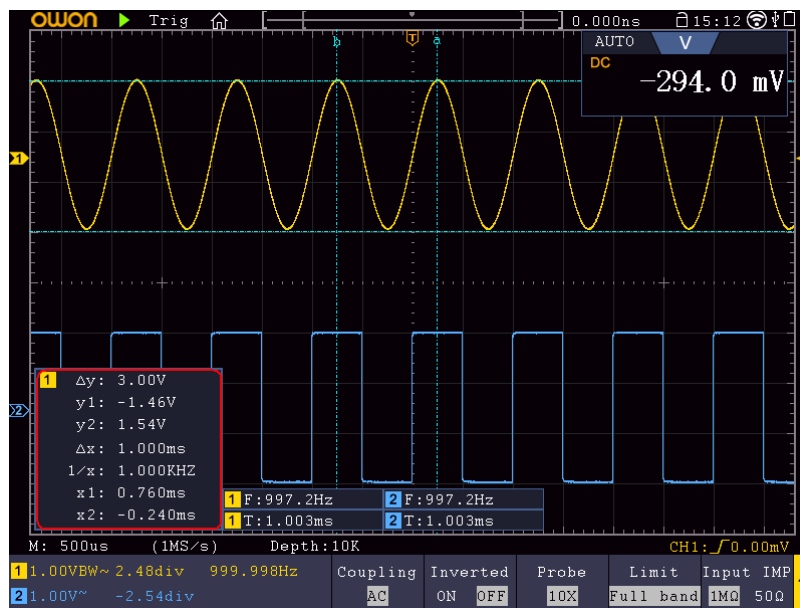 owon Trig 0.000ns 15:12
T b a
AUTO V
DC
-294.0 mV
1
2
1 Δy: 3.00V
y1: -1.46V
y2: 1.54V
Δx: 1.000ms
1/x: 1.000KHZ
x1: 0.760ms
x2: -0.240ms
1 F:997.2Hz 2 F:997.2Hz
1 T:1.003ms 2 T:1.003ms
M: 500us (1MS/s) Depth:10K CH1: 0.00mV
1 1.00VBW~ 2.48div 999.998Hz Coupling Inverted Probe Limit Input IMP
2 1.00V~ -2.54div AC ON OFF 10X Full band 1MΩ 50Ω